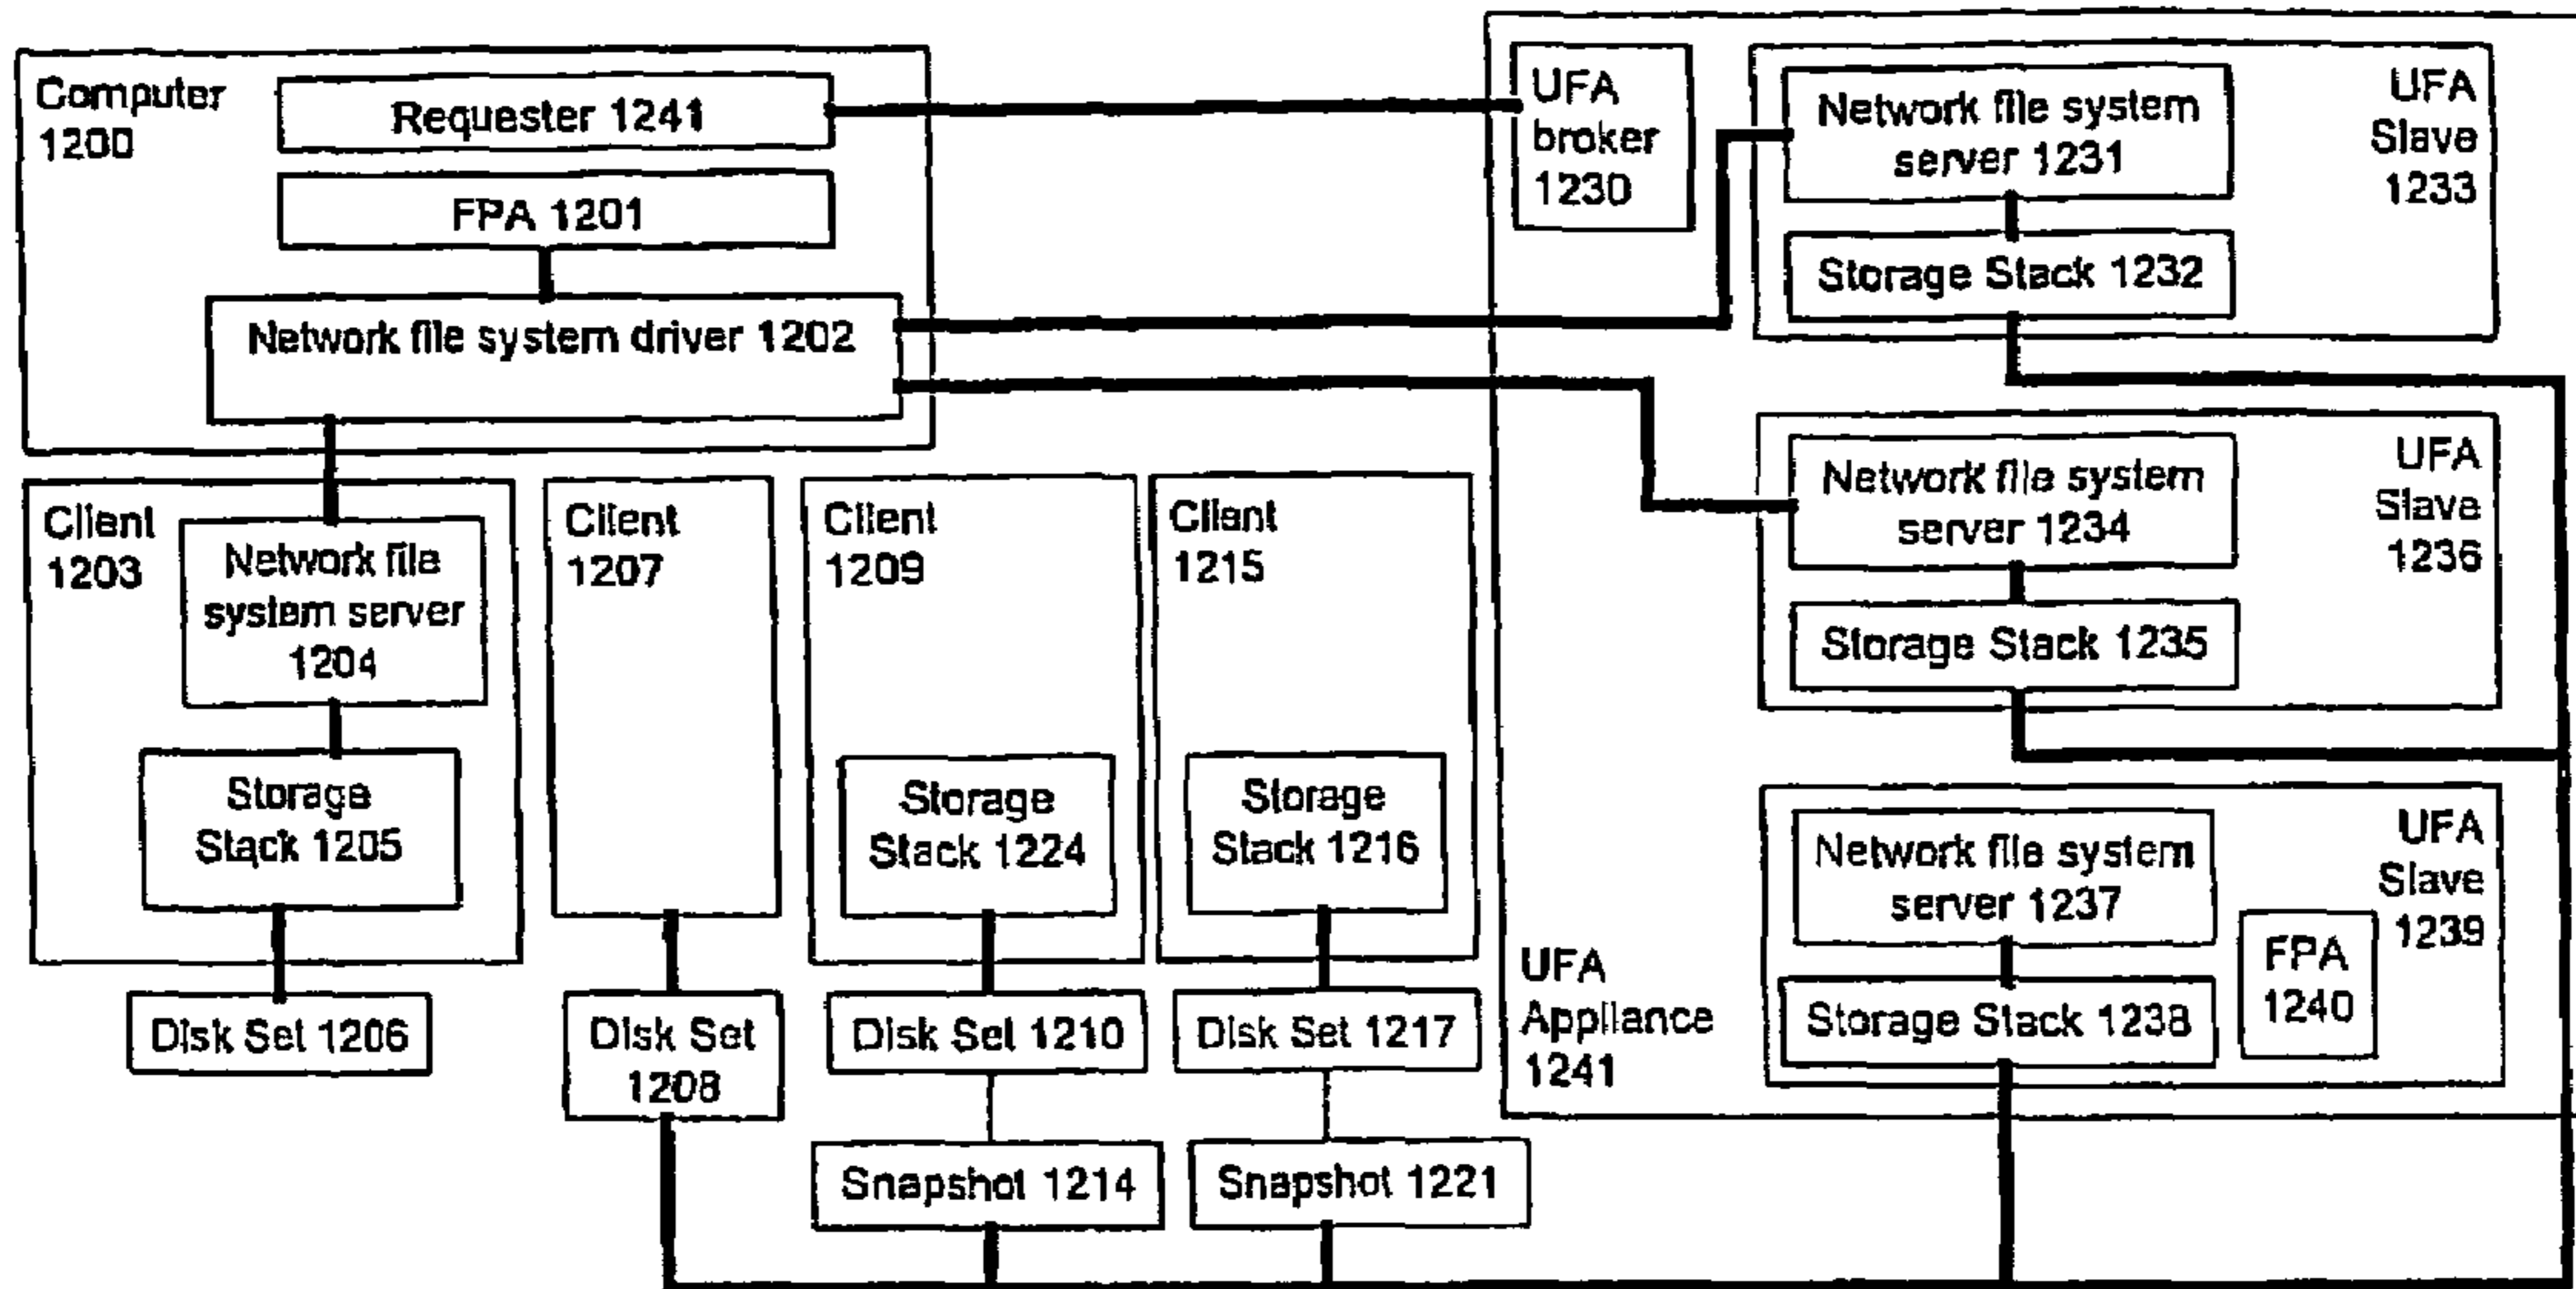 Computer
1200
Requester 1241
FPA 1201
Network file system driver 1202
UFA
broker
1230
Network file system
server 1231
Storage Stack 1232
UFA
Slave
1233
Network file system
server 1234
Storage Stack 1235
UFA
Slave
1236
Client
1203
Network file
system server
1204
Storage
Stack 1205
Disk Set 1206
Client
1207
Disk Set
1208
Client
1209
Storage
Stack 1224
Disk Set 1210
Snapshot 1214
Client
1215
Storage
Stack 1216
Disk Set 1217
Snapshot 1221
UFA
Appliance
1241
Network file system
server 1237
Storage Stack 1238
FPA
1240
UFA
Slave
1239